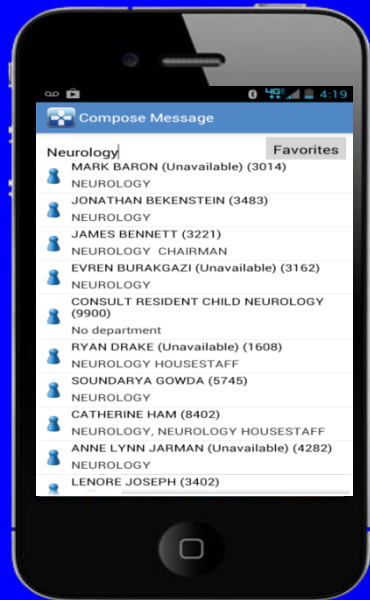 4G 4:19
Compose Message
Neurology Favorites
MARK BARON (Unavailable) (3014)
NEUROLOGY
JONATHAN BEKENSTEIN (3483)
NEUROLOGY
JAMES BENNETT (3221)
NEUROLOGY CHAIRMAN
EVREN BURAKGAZI (Unavailable) (3162)
NEUROLOGY
CONSULT RESIDENT CHILD NEUROLOGY
(9900)
No department
RYAN DRAKE (Unavailable) (1608)
NEUROLOGY HOUSESTAFF
SOUNDARYA GOWDA (5745)
NEUROLOGY
CATHERINE HAM (8402)
NEUROLOGY, NEUROLOGY HOUSESTAFF
ANNE LYNN JARMAN (Unavailable) (4282)
NEUROLOGY
LENORE JOSEPH (3402)